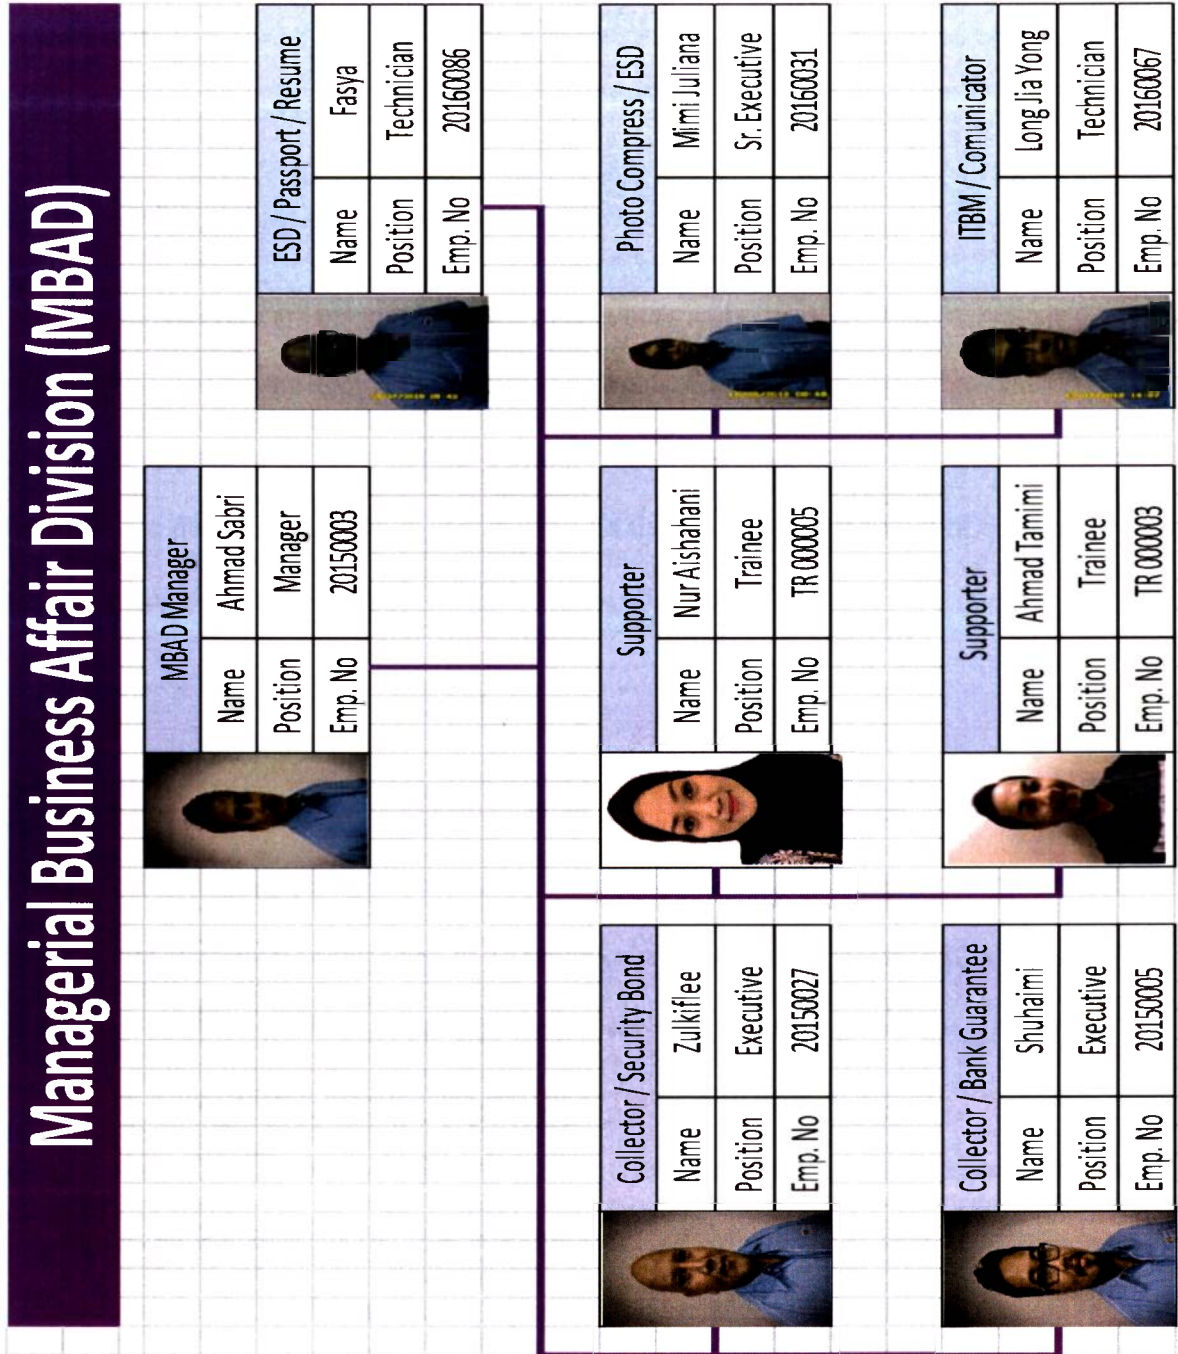 Managerial Business Affair Division (MBAD)
MBAD Manager
Name Ahmad Sabri
Position Manager
Emp. No 20150003
ESD / Passport / Resume
Name Fasya
Position Technician
Emp. No 20160086
Collector / Security Bond
Name Zulkiflee
Position Executive
Emp. No 20150027
Supporter
Name Nur Aishahani
Position Trainee
Emp. No TR 000005
Photo Compress / ESD
Name Mimi Juliana
Position Sr. Executive
Emp. No 20160031
Collector / Bank Guarantee
Name Shuhaimi
Position Executive
Emp. No 20150005
Supporter
Name Ahmad Tamimi
Position Trainee
Emp. No TR 000003
ITBM / Comunicator
Name Long Jia Yong
Position Technician
Emp. No 20160067